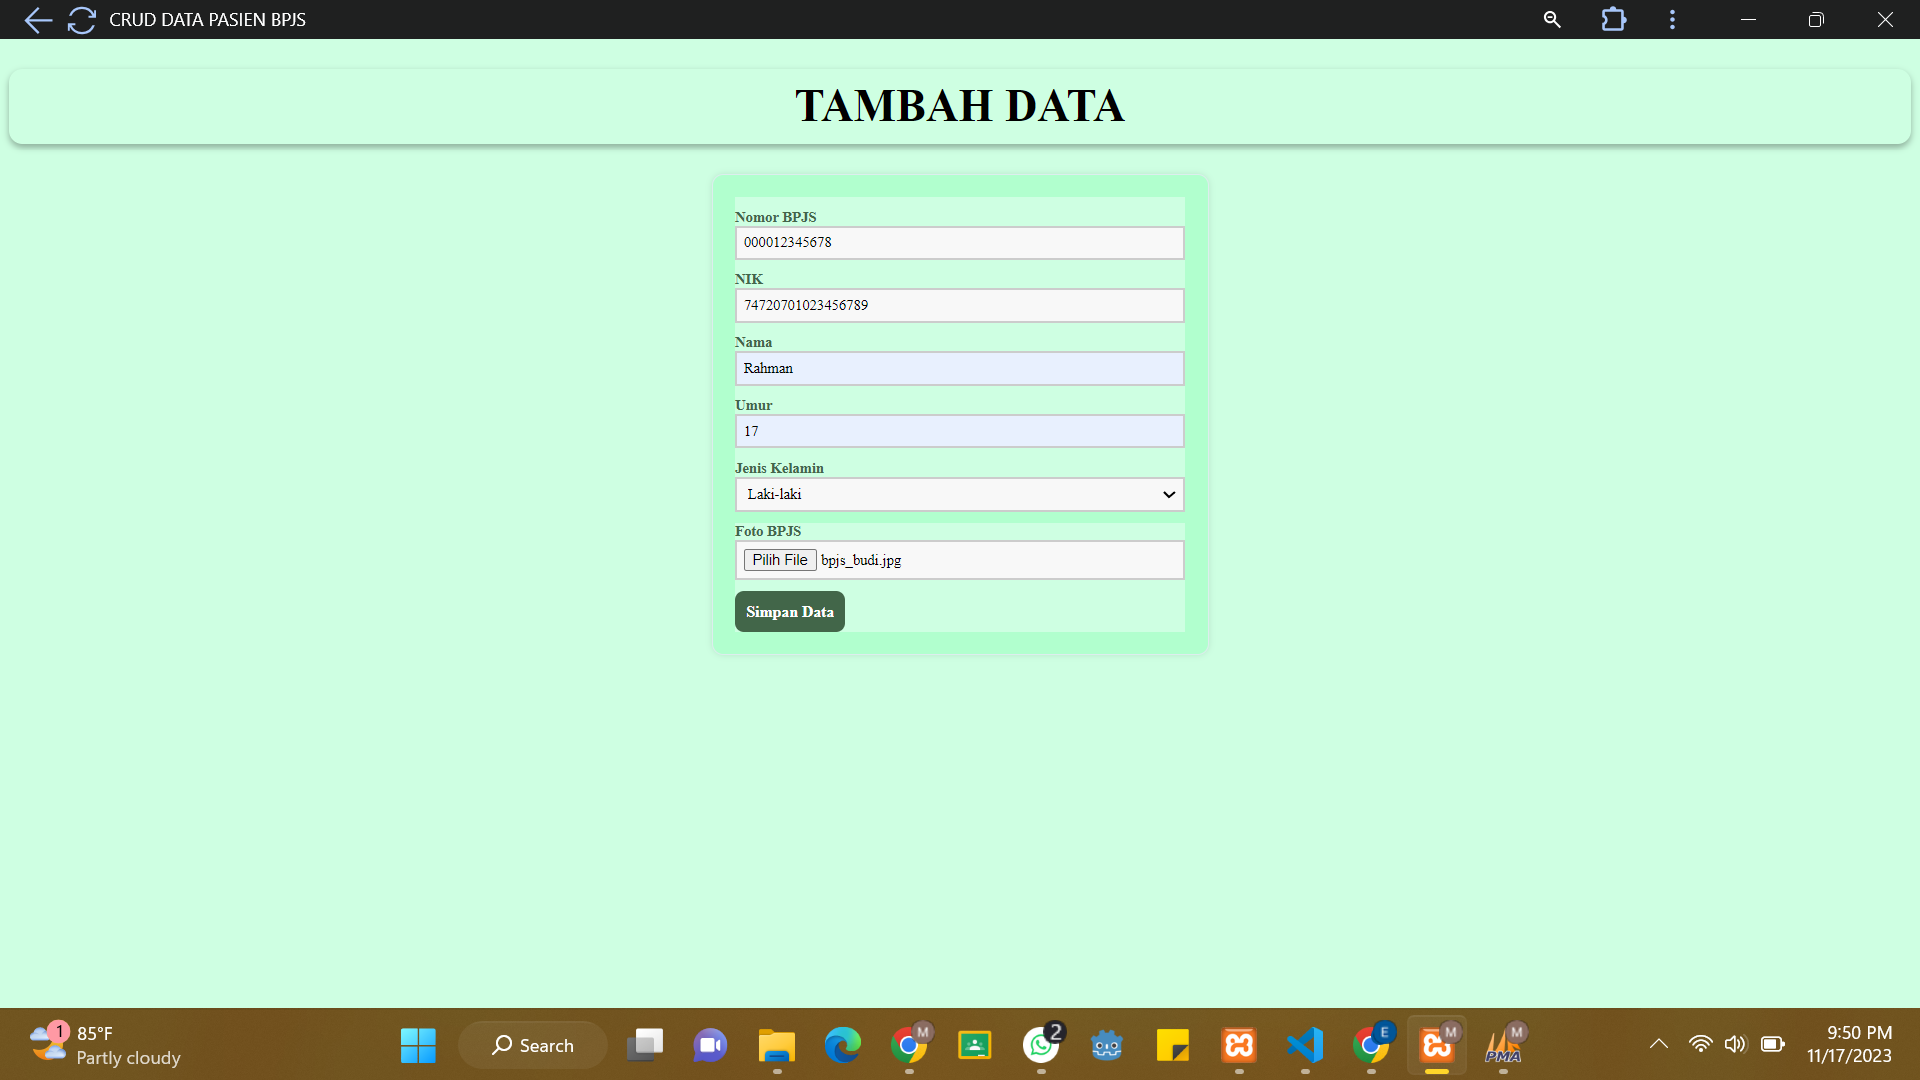 CRUD DATA PASIEN BPJS
TAMBAH DATA
Nomor BPJS
000012345678
NIK
74720701023456789
Nama
Rahman
Umur
17
Jenis Kelamin
Laki-laki
Foto BPJS
Pilih File bpjs_budi.jpg
Simpan Data
1
85°F
Partly cloudy
Search
M
2
E
M
M
PMA
9:50 PM
11/17/2023